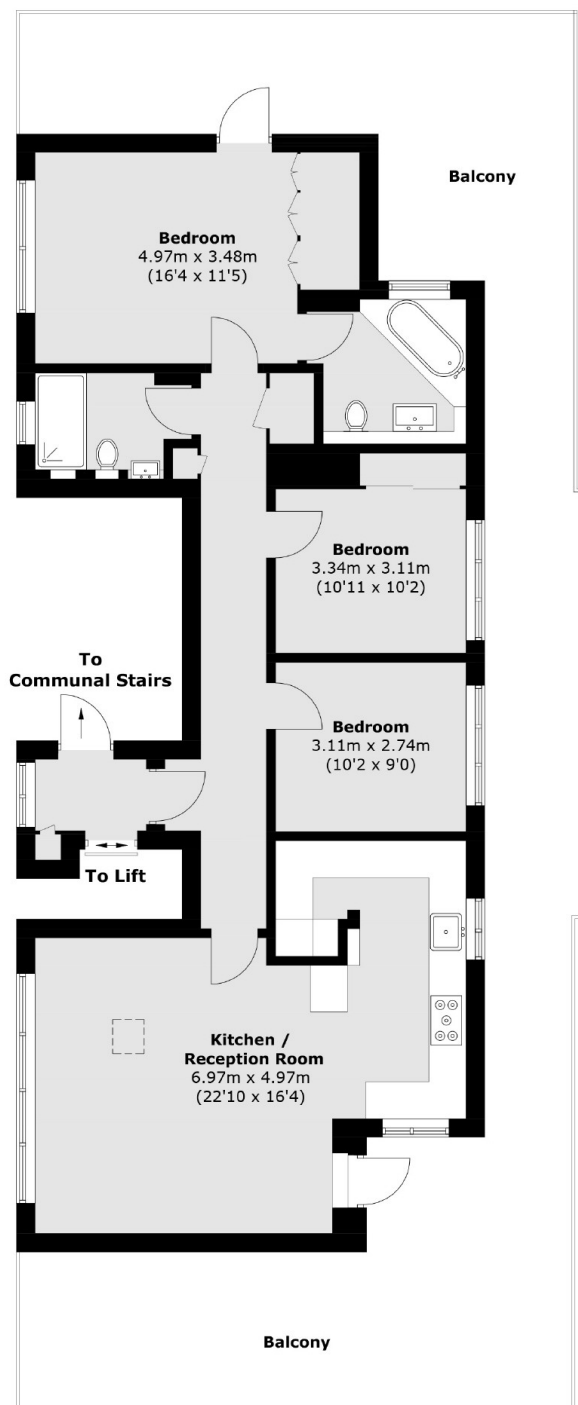 Balcony
Bedroom
4.97m x 3.48m
(16'4 x 11'5)
Bedroom
3.34m x 3.11m
(10'11 x 10'2)
To
Communal Stairs
Bedroom
3.11m x 2.74m
(10'2 x 9'0)
To Lift
Kitchen /
Reception Room
6.97m x 4.97m
(22'10 x 16'4)
Balcony